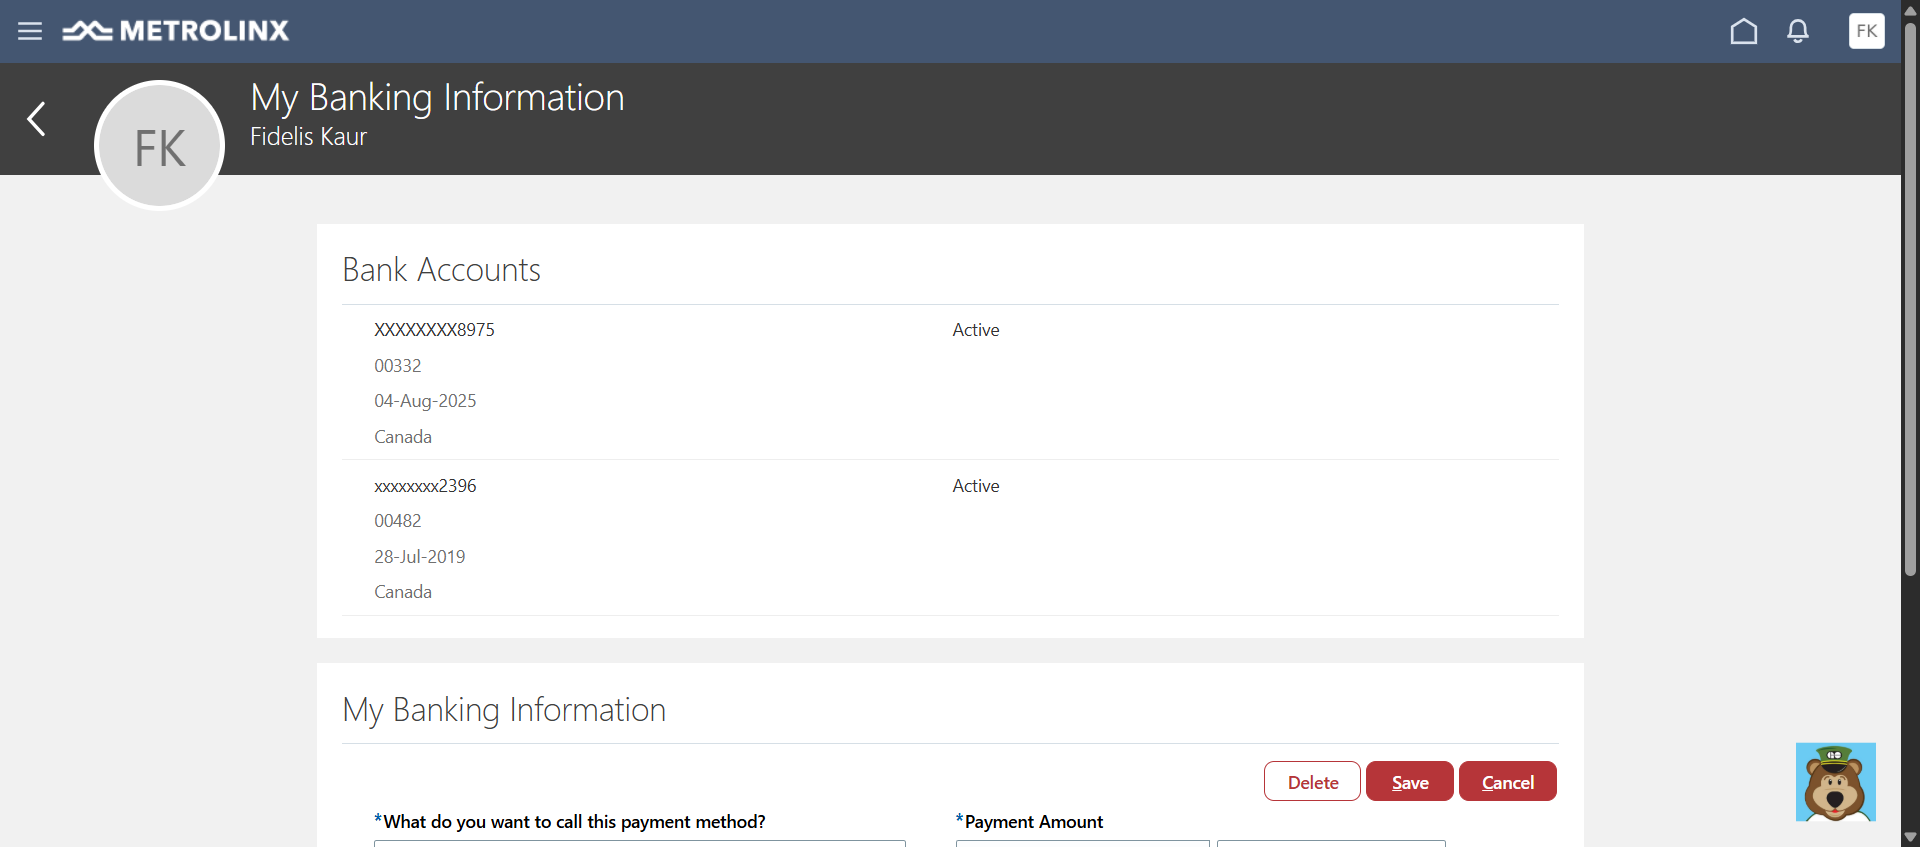 METROLINX
FK
My Banking Information
Fidelis Kaur
FK
Bank Accounts
XXXXXXXX8975
Active
00332
04-Aug-2025
Canada
xxxxxxxx2396
Active
00482
28-Jul-2019
Canada
My Banking Information
Delete
Save
Cancel
*What do you want to call this payment method?
*Payment Amount